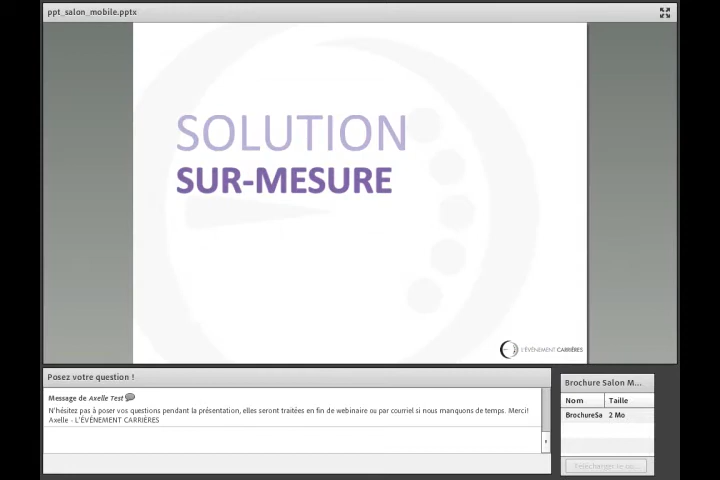 ppt_salon_mobile.pptx
SOLUTION
SUR-MESURE
L'ÉVÉNEMENT CARRIÈRES
Posez votre question !
Message de Axelle Test
N'hésitez pas à poser vos questions pendant la présentation, elles seront traitées en fin de webinaire ou par courriel si nous manquons de temps. Merci!
Axelle - L'ÉVÉNEMENT CARRIÈRES
Brochure Salon M...
Nom Taille
BrochureSa 2 Mo